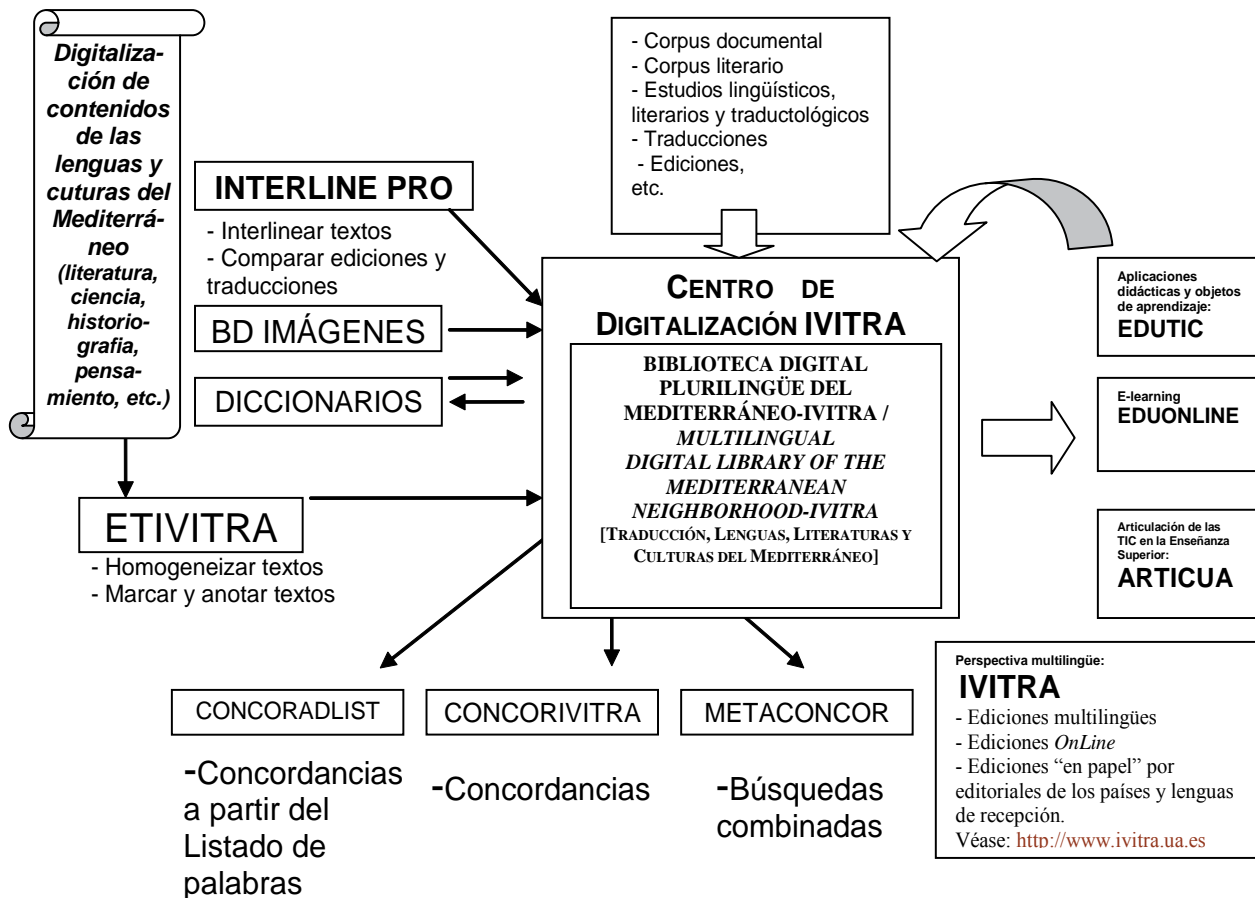 Digitaliza-
ción de
contenidos
de las
lenguas y
cuturas del
Mediterrá-
neo
(literatura,
ciencia,
historio-
grafia,
pensa-
miento, etc.)
- Corpus documental
- Corpus literario
- Estudios lingüísticos,
literarios y traductológicos
- Traducciones
- Ediciones,
etc.
INTERLINE PRO
- Interlinear textos
- Comparar ediciones y
traducciones
BD IMÁGENES
DICCIONARIOS
ETIVITRA
- Homogeneizar textos
- Marcar y anotar textos
CENTRO DE
DIGITALIZACIÓN IVITRA
BIBLIOTECA DIGITAL
PLURILINGÜE DEL
MEDITERRÁNEO-IVITRA /
MULTILINGUAL
DIGITAL LIBRARY OF THE
MEDITERRANEAN
NEIGHBORHOOD-IVITRA
[TRADUCCIÓN, LENGUAS, LITERATURAS Y
CULTURAS DEL MEDITERRÁNEO]
Aplicaciones
didácticas y objetos
de aprendizaje:
EDUTIC
E-learning
EDUONLINE
Articulación de las
TIC en la Enseñanza
Superior:
ARTICUA
Perspectiva multilingüe:
IVITRA
- Ediciones multilingües
- Ediciones OnLine
- Ediciones “en papel” por
editoriales de los países y lenguas
de recepción.
Véase: http://www.ivitra.ua.es
CONCORADLIST
-Concordancias
a partir del
Listado de
palabras
CONCORIVITRA
-Concordancias
METACONCOR
-Búsquedas
combinadas